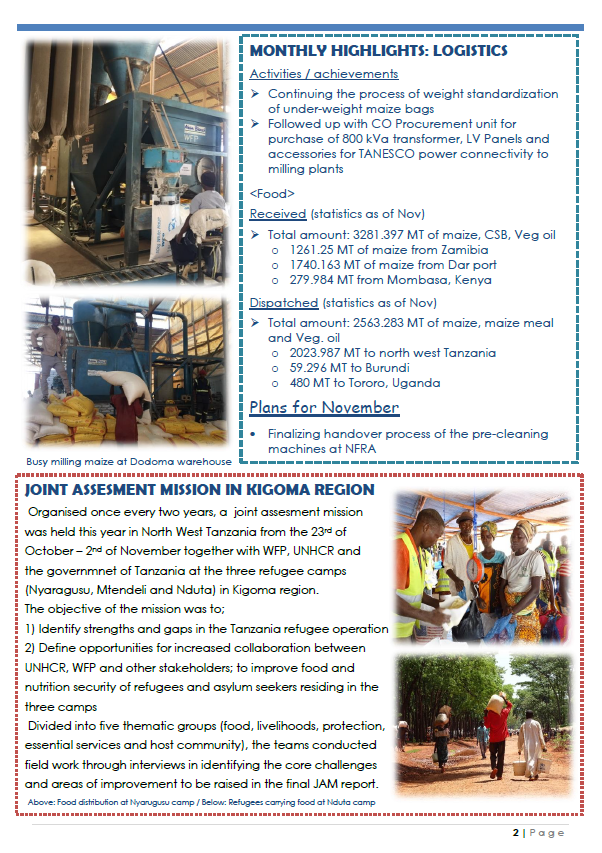 WFP
MONTHLY HIGHLIGHTS: LOGISTICS
Activities / achievements
➢ Continuing the process of weight standardization
of under-weight maize bags
➢ Followed up with CO Procurement unit for
purchase of 800 kVa transformer, LV Panels and
accessories for TANESCO power connectivity to
milling plants
<Food>
Received (statistics as of Nov)
➢ Total amount: 3281.397 MT of maize, CSB, Veg oil
o 1261.25 MT of maize from Zamibia
o 1740.163 MT of maize from Dar port
o 279.984 MT from Mombasa, Kenya
Dispatched (statistics as of Nov)
➢ Total amount: 2563.283 MT of maize, maize meal
and Veg. oil
o 2023.987 MT to north west Tanzania
o 59.296 MT to Burundi
o 480 MT to Tororo, Uganda
Plans for November
• Finalizing handover process of the pre-cleaning
machines at NFRA
Busy milling maize at Dodoma warehouse
JOINT ASSESMENT MISSION IN KIGOMA REGION
Organised once every two years, a joint assesment mission
was held this year in North West Tanzania from the 23rd of
October – 2nd of November together with WFP, UNHCR and
the governmnet of Tanzania at the three refugee camps
(Nyaragusu, Mtendeli and Nduta) in Kigoma region.
The objective of the mission was to;
1) Identify strengths and gaps in the Tanzania refugee operation
2) Define opportunities for increased collaboration between
UNHCR, WFP and other stakeholders; to improve food and
nutrition security of refugees and asylum seekers residing in the
three camps
Divided into five thematic groups (food, livelihoods, protection,
essential services and host community), the teams conducted
field work through interviews in identifying the core challenges
and areas of improvement to be raised in the final JAM report.
Above: Food distribution at Nyarugusu camp / Below: Refugees carrying food at Nduta camp
2 | Page